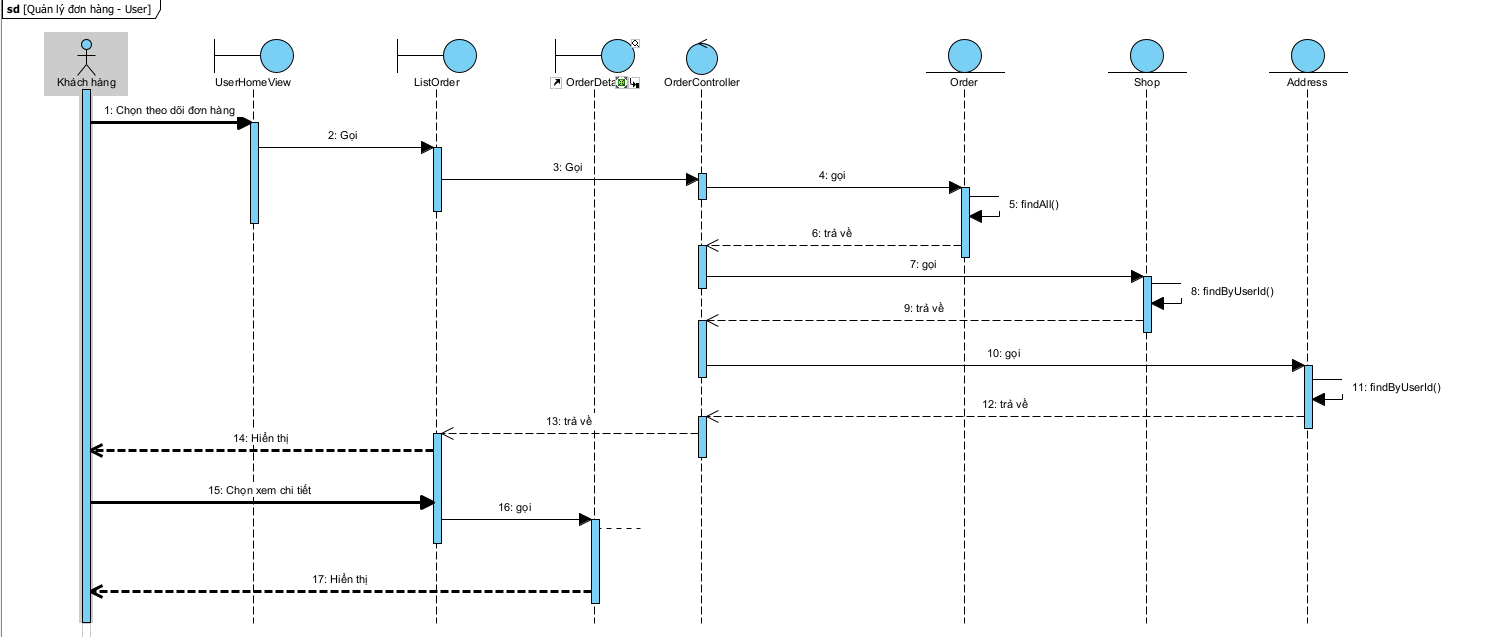 sd [Quản lý đơn hàng - User]
Khách hàng
UserHomeView
ListOrder
OrderController
Order
Shop
Address
1: Chọn theo dõi đơn hàng
2: Gọi
3: Gọi
4: gọi
5: findAll()
6: trả về
7: gọi
8: findByUserId()
9: trả về
10: gọi
11: findByUserId()
12: trả về
13: trả về
14: Hiển thị
15: Chọn xem chi tiết
16: gọi
17: Hiển thị